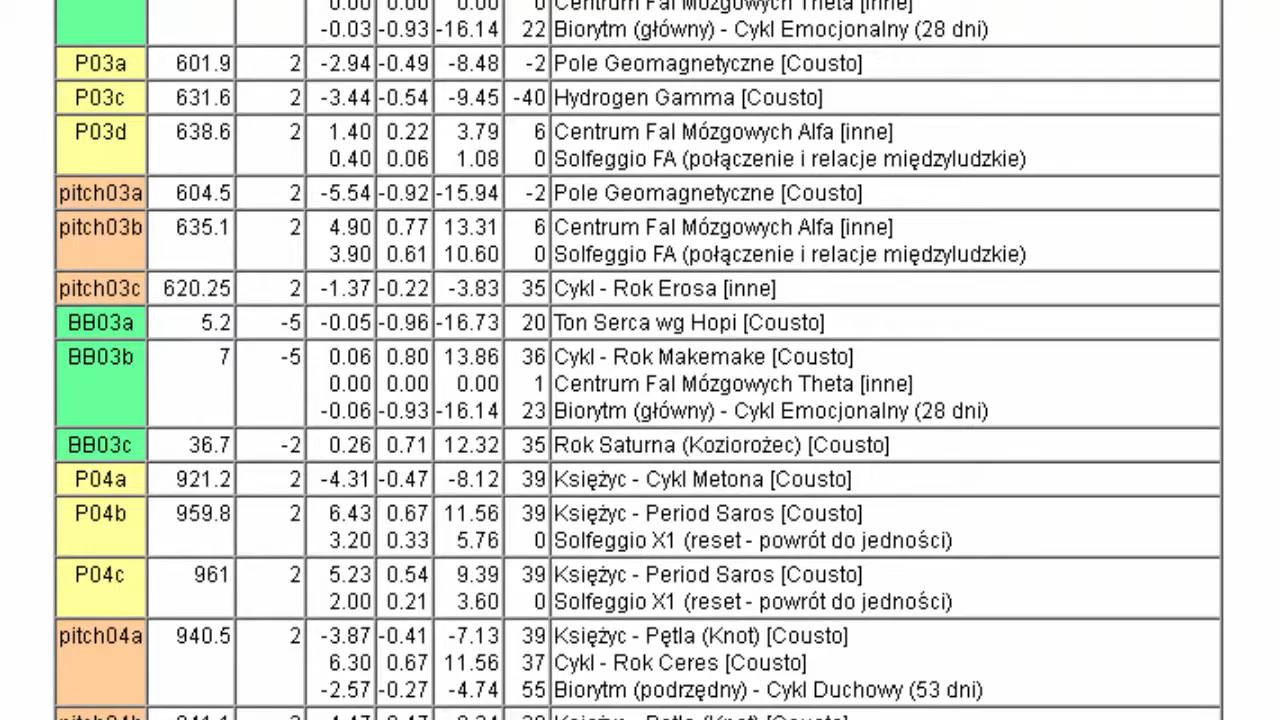 0.00 0.00 0.00 0 Centrum Fal Mózgowych Theta [inne]
-0.03 -0.93 -16.14 22 Biorytm (główny) - Cykl Emocjonalny (28 dni)
P03a 601.9 2 -2.94 -0.49 -8.48 -2 Pole Geomagnetyczne [Cousto]
P03c 631.6 2 -3.44 -0.54 -9.45 -40 Hydrogen Gamma [Cousto]
P03d 638.6 2 1.40 0.22 3.79 6 Centrum Fal Mózgowych Alfa [inne]
0.40 0.06 1.08 0 Solfeggio FA (połączenie i relacje międzyludzkie)
pitch03a 604.5 2 -5.54 -0.92 -15.94 -2 Pole Geomagnetyczne [Cousto]
pitch03b 635.1 2 4.90 0.77 13.31 6 Centrum Fal Mózgowych Alfa [inne]
3.90 0.61 10.60 0 Solfeggio FA (połączenie i relacje międzyludzkie)
pitch03c 620.25 2 -1.37 -0.22 -3.83 35 Cykl - Rok Erosa [inne]
BB03a 5.2 -5 -0.05 -0.96 -16.73 20 Ton Serca wg Hopi [Cousto]
BB03b 7 -5 0.06 0.80 13.86 36 Cykl - Rok Makemake [Cousto]
0.00 0.00 0.00 1 Centrum Fal Mózgowych Theta [inne]
-0.06 -0.93 -16.14 23 Biorytm (główny) - Cykl Emocjonalny (28 dni)
BB03c 36.7 -2 0.26 0.71 12.32 35 Rok Saturna (Koziorożec) [Cousto]
P04a 921.2 2 -4.31 -0.47 -8.12 39 Księżyc - Cykl Metona [Cousto]
P04b 959.8 2 6.43 0.67 11.56 39 Księżyc - Period Saros [Cousto]
3.20 0.33 5.76 0 Solfeggio X1 (reset - powrót do jedności)
P04c 961 2 5.23 0.54 9.39 39 Księżyc - Period Saros [Cousto]
2.00 0.21 3.60 0 Solfeggio X1 (reset - powrót do jedności)
pitch04a 940.5 2 -3.87 -0.41 -7.13 39 Księżyc - Pętla (Knot) [Cousto]
6.30 0.67 11.56 37 Cykl - Rok Ceres [Cousto]
-2.57 -0.27 -4.74 55 Biorytm (podrzędny) - Cykl Duchowy (53 dni)